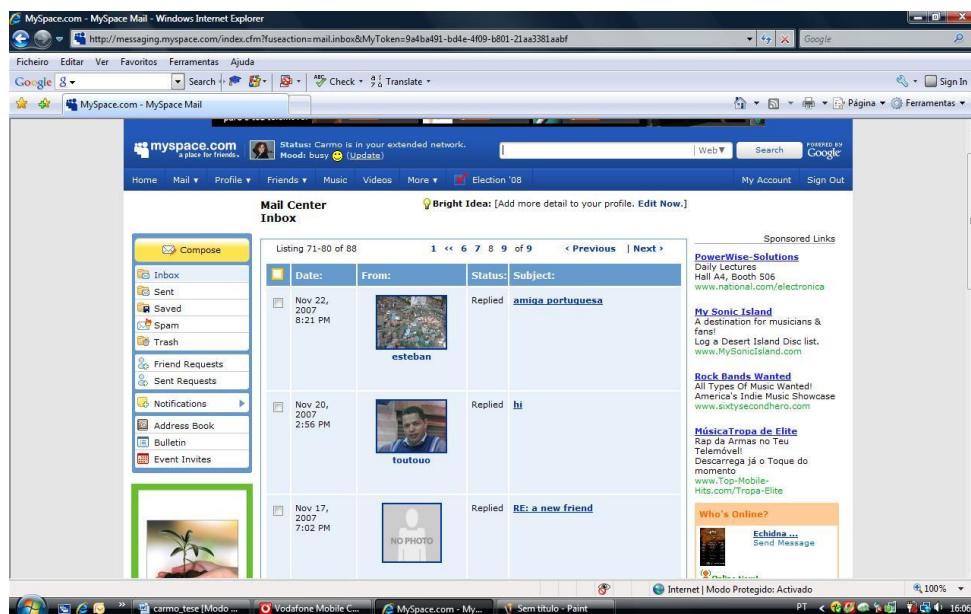 MySpace.com - MySpace Mail - Windows Internet Explorer
http://messaging.myspace.com/index.cfm?fuseaction=mail.inbox&MyToken=9a4ba491-bd4e-4f09-b801-21aa3381aabf
Google
Ficheiro Editar Ver Favoritos Ferramentas Ajuda
Google Search Check Translate Sign In
MySpace.com - MySpace Mail Página Ferramentas
myspace.com
a place for friends.
Status: Carmo is in your extended network.
Mood: busy (Update)
Web Search POWERED BY Google
Home Mail Profile Friends Music Videos More Election '08 My Account Sign Out
Mail Center
Inbox
Bright Idea: [Add more detail to your profile. Edit Now.]
Compose
Inbox
Sent
Saved
Spam
Trash
Friend Requests
Sent Requests
Notifications
Address Book
Bulletin
Event Invites
Listing 71-80 of 88 1 << 6 7 8 9 of 9 < Previous | Next >
Date: From: Status: Subject:
Nov 22, 2007 8:21 PM
esteban
Replied amiga portuguesa
Nov 20, 2007 2:56 PM
toutouo
Replied hi
Nov 17, 2007 7:02 PM
NO PHOTO
Replied RE: a new friend
Sponsored Links
PowerWise-Solutions
Daily Lectures
Hall A4, Booth 506
www.national.com/electronica
My Sonic Island
A destination for musicians &
fans!
Log a Desert Island Disc list.
www.MySonicIsland.com
Rock Bands Wanted
All Types Of Music Wanted!
America's Indie Music Showcase
www.sixtysecondhero.com
MúsicaTropa de Elite
Rap da Armas no Teu
Telemóvel!
Descarrega já o Toque do
momento
www.Top-Mobile-
Hits.com/Tropa-Elite
Who's Online?
Echidna ...
Send Message
Internet | Modo Protegido: Activado 100%
carmo_tese [Modo ... Vodafone Mobile C... MySpace.com - My... Sem título - Paint PT 16:09